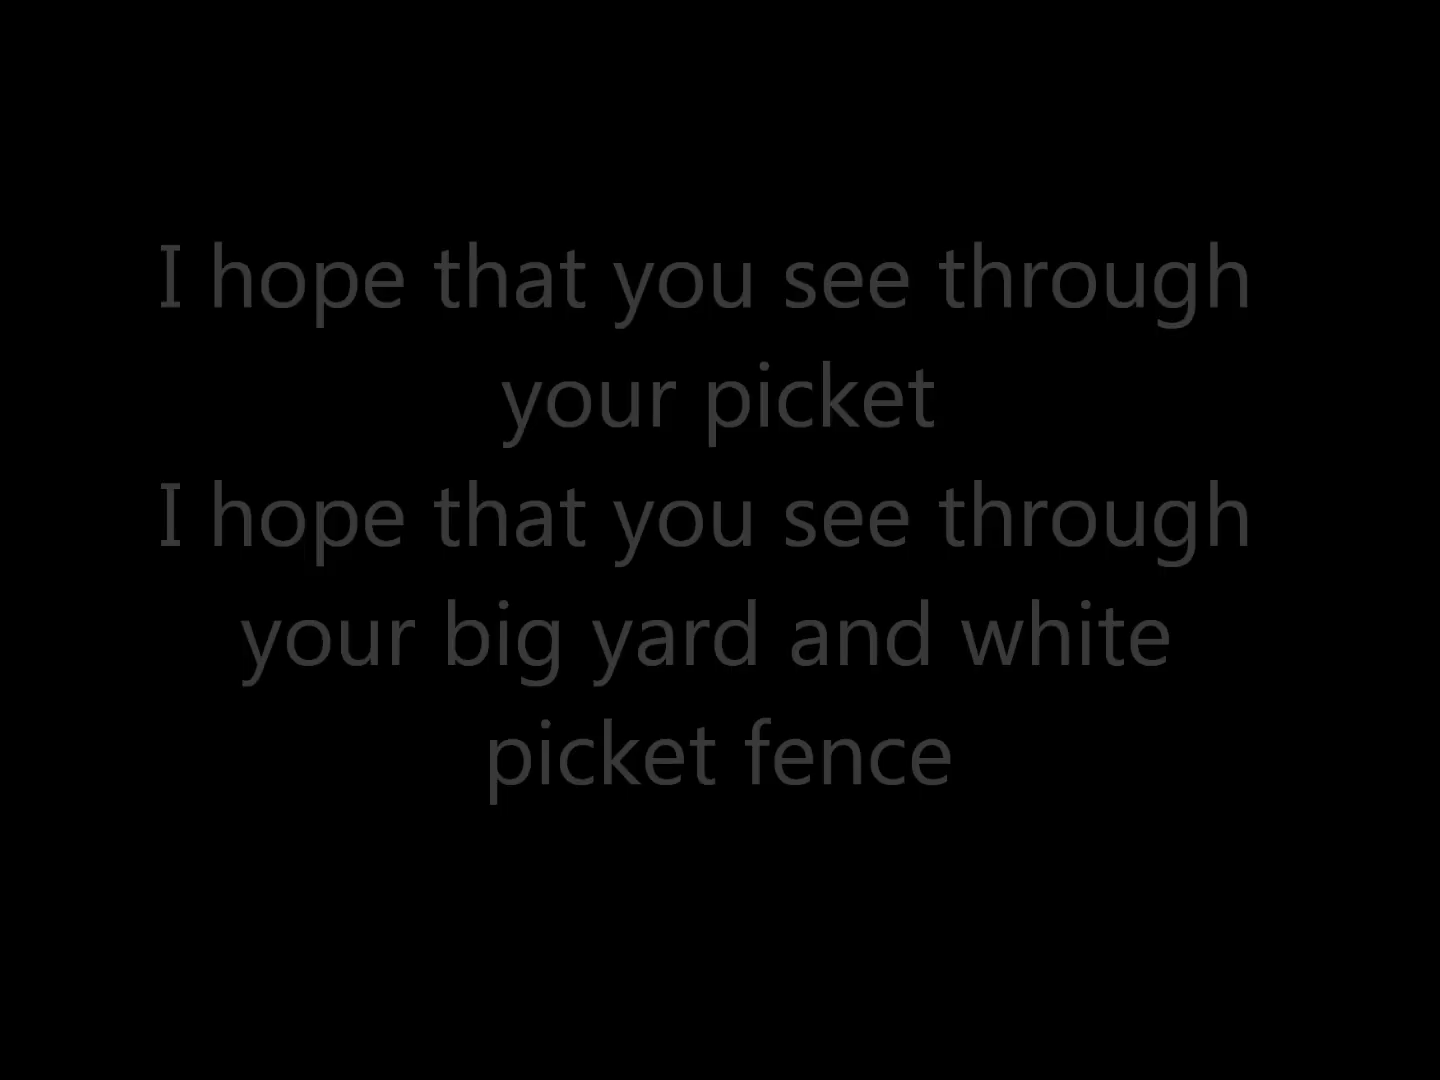 I hope that you see through
your picket
I hope that you see through
your big yard and white
picket fence